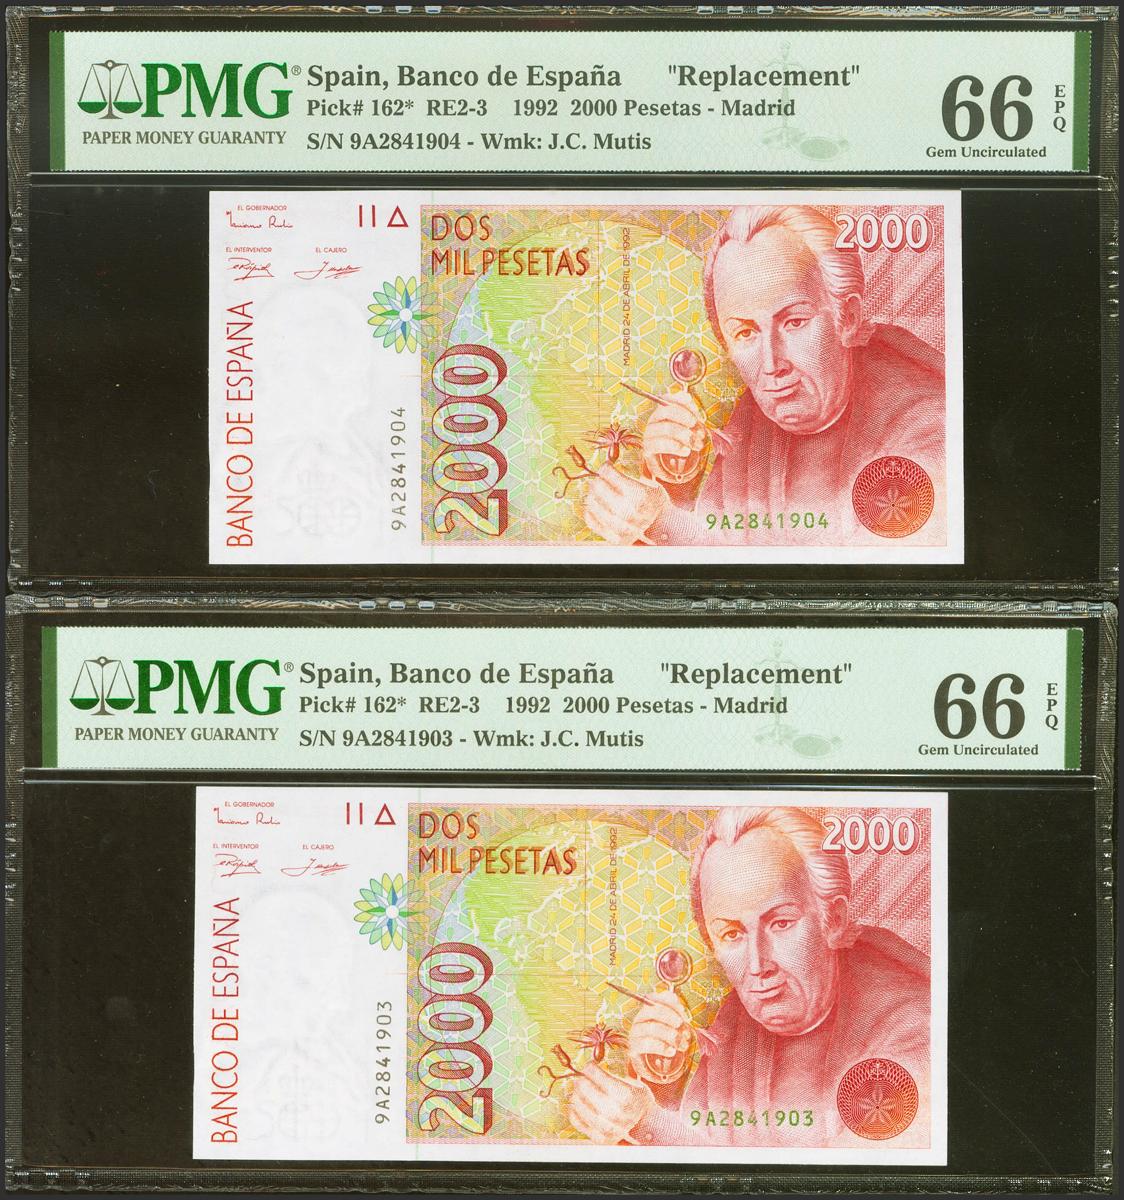 PMG® Spain, Banco de España "Replacement" 66 EPQ
Pick# 162* RE2-3 1992 2000 Pesetas - Madrid
PAPER MONEY GUARANTY S/N 9A2841904 - Wmk: J.C. Mutis Gem Uncirculated
EL GOBERNADOR
EL INTERVENTOR EL CAJERO
BANCO DE ESPAÑA
9A2841904
DOS
MIL PESETAS
2000
MADRID 24 DE ABRIL DE 1992
2000
9A2841904
PMG® Spain, Banco de España "Replacement" 66 EPQ
Pick# 162* RE2-3 1992 2000 Pesetas - Madrid
PAPER MONEY GUARANTY S/N 9A2841903 - Wmk: J.C. Mutis Gem Uncirculated
EL GOBERNADOR
EL INTERVENTOR EL CAJERO
BANCO DE ESPAÑA
9A2841903
DOS
MIL PESETAS
2000
MADRID 24 DE ABRIL DE 1992
2000
9A2841903